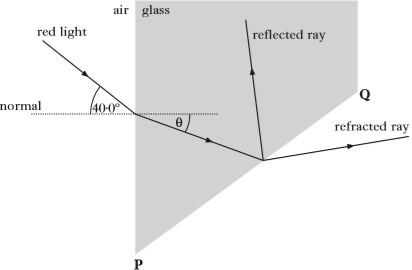 air glass
red light
reflected ray
Q
40·0°
normal
θ
refracted ray
P